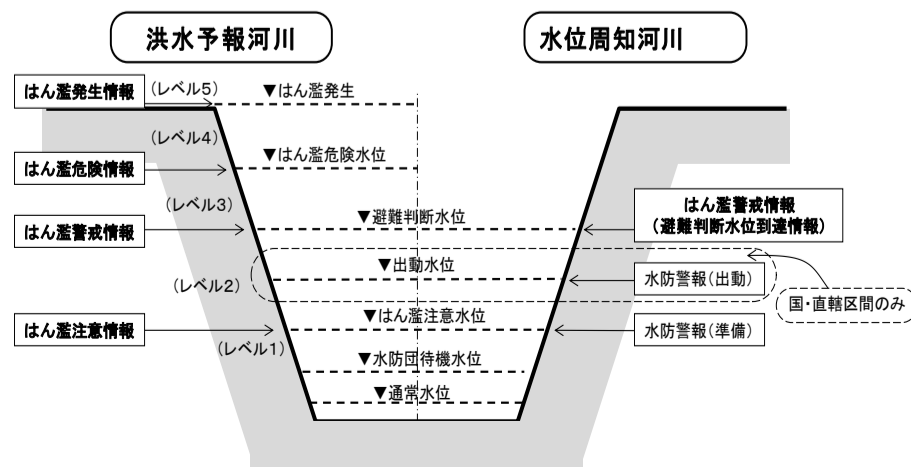 洪水予報河川
水位周知河川
はん濫発生情報
(レベル5)
▼はん濫発生
(レベル4)
はん濫危険情報
▼はん濫危険水位
(レベル3)
はん濫警戒情報
▼避難判断水位
はん濫警戒情報
(避難判断水位到達情報)
▼出動水位
(レベル2)
水防警報(出動)
国・直轄区間のみ
はん濫注意情報
▼はん濫注意水位
水防警報(準備)
(レベル1)
▼水防団待機水位
▼通常水位